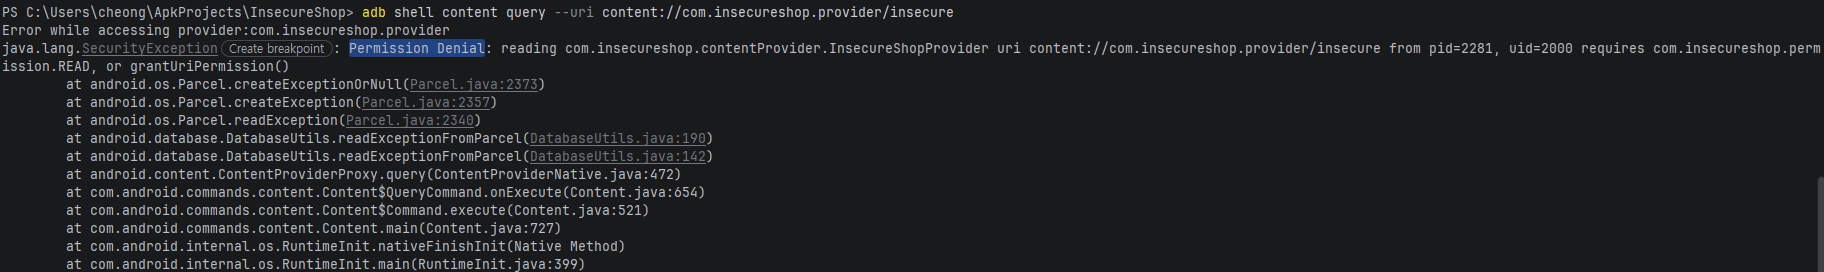 PS C:\Users\cheong\ApkProjects\InsecureShop> adb shell content query --uri content://com.insecureshop.provider/insecure
Error while accessing provider:com.insecureshop.provider
java.lang.SecurityException Create breakpoint : Permission Denial: reading com.insecureshop.contentProvider.InsecureShopProvider uri content://com.insecureshop.provider/insecure from pid=2281, uid=2000 requires com.insecureshop.perm
ission.READ, or grantUriPermission()
        at android.os.Parcel.createExceptionOrNull(Parcel.java:2373)
        at android.os.Parcel.createException(Parcel.java:2357)
        at android.os.Parcel.readException(Parcel.java:2340)
        at android.database.DatabaseUtils.readExceptionFromParcel(DatabaseUtils.java:190)
        at android.database.DatabaseUtils.readExceptionFromParcel(DatabaseUtils.java:142)
        at android.content.ContentProviderProxy.query(ContentProviderNative.java:472)
        at com.android.commands.content.Content$QueryCommand.onExecute(Content.java:654)
        at com.android.commands.content.Content$Command.execute(Content.java:521)
        at com.android.commands.content.Content.main(Content.java:727)
        at com.android.internal.os.RuntimeInit.nativeFinishInit(Native Method)
        at com.android.internal.os.RuntimeInit.main(RuntimeInit.java:399)